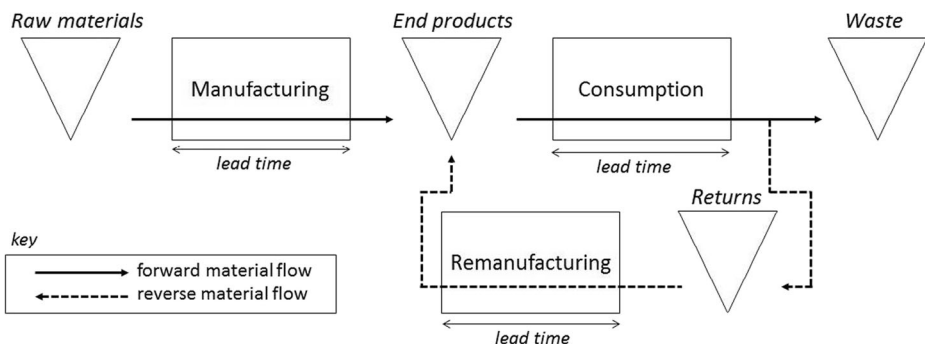 Raw materials
End products
Waste
Manufacturing
Consumption
lead time
lead time
Returns
key
forward material flow
reverse material flow
Remanufacturing
lead time